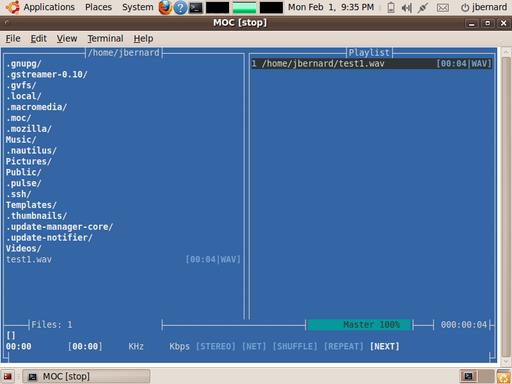 Applications Places System Mon Feb 1, 9:35 PM jbernard
MOC [stop]
File Edit View Terminal Help
/home/jbernard
Playlist
.gnupg/
1 /home/jbernard/test1.wav [00:04|WAV]
.gstreamer-0.10/
.gvfs/
.local/
.macromedia/
.moc/
.mozilla/
Music/
.nautilus/
Pictures/
Public/
.pulse/
.ssh/
Templates/
.thumbnails/
.update-manager-core/
.update-notifier/
Videos/
test1.wav [00:04|WAV]
Files: 1 Master 100% 000:00:04
[]
00:00 [00:00] KHz Kbps [STEREO] [NET] [SHUFFLE] [REPEAT] [NEXT]
MOC [stop]